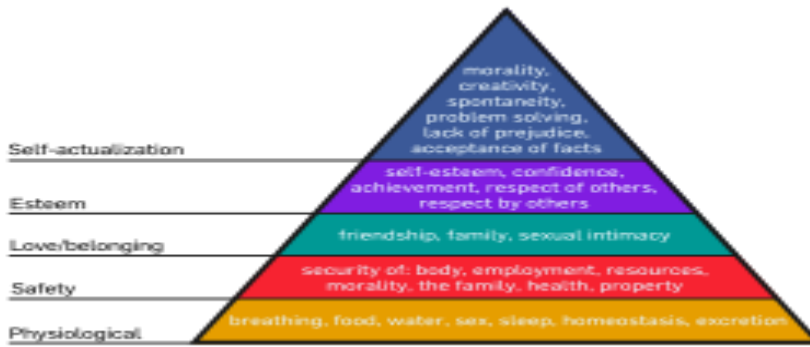 morality,
creativity,
spontaneity,
problem solving,
lack of prejudice,
acceptance of facts
Self-actualization
self-esteem, confidence,
achievement, respect of others,
respect by others
Esteem
friendship, family, sexual intimacy
Love/belonging
security of: body, employment, resources,
morality, the family, health, property
Safety
breathing, food, water, sex, sleep, homeostasis, excretion
Physiological